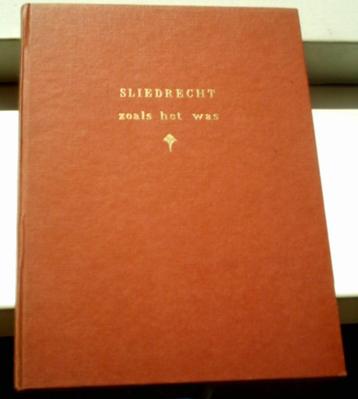 SLIEDRECHT
zoals het was